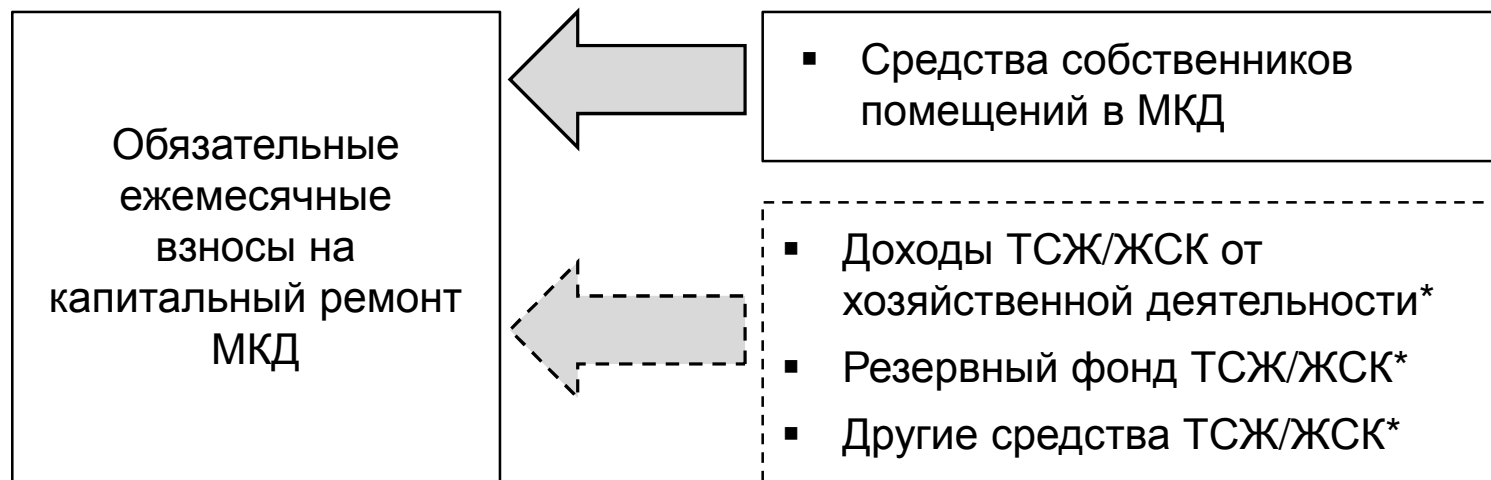 Обязательные
ежемесячные
взносы на
капитальный ремонт
МКД
▪ Средства собственников
помещений в МКД
▪ Доходы ТСЖ/ЖСК от
хозяйственной деятельности*
▪ Резервный фонд ТСЖ/ЖСК*
▪ Другие средства ТСЖ/ЖСК*